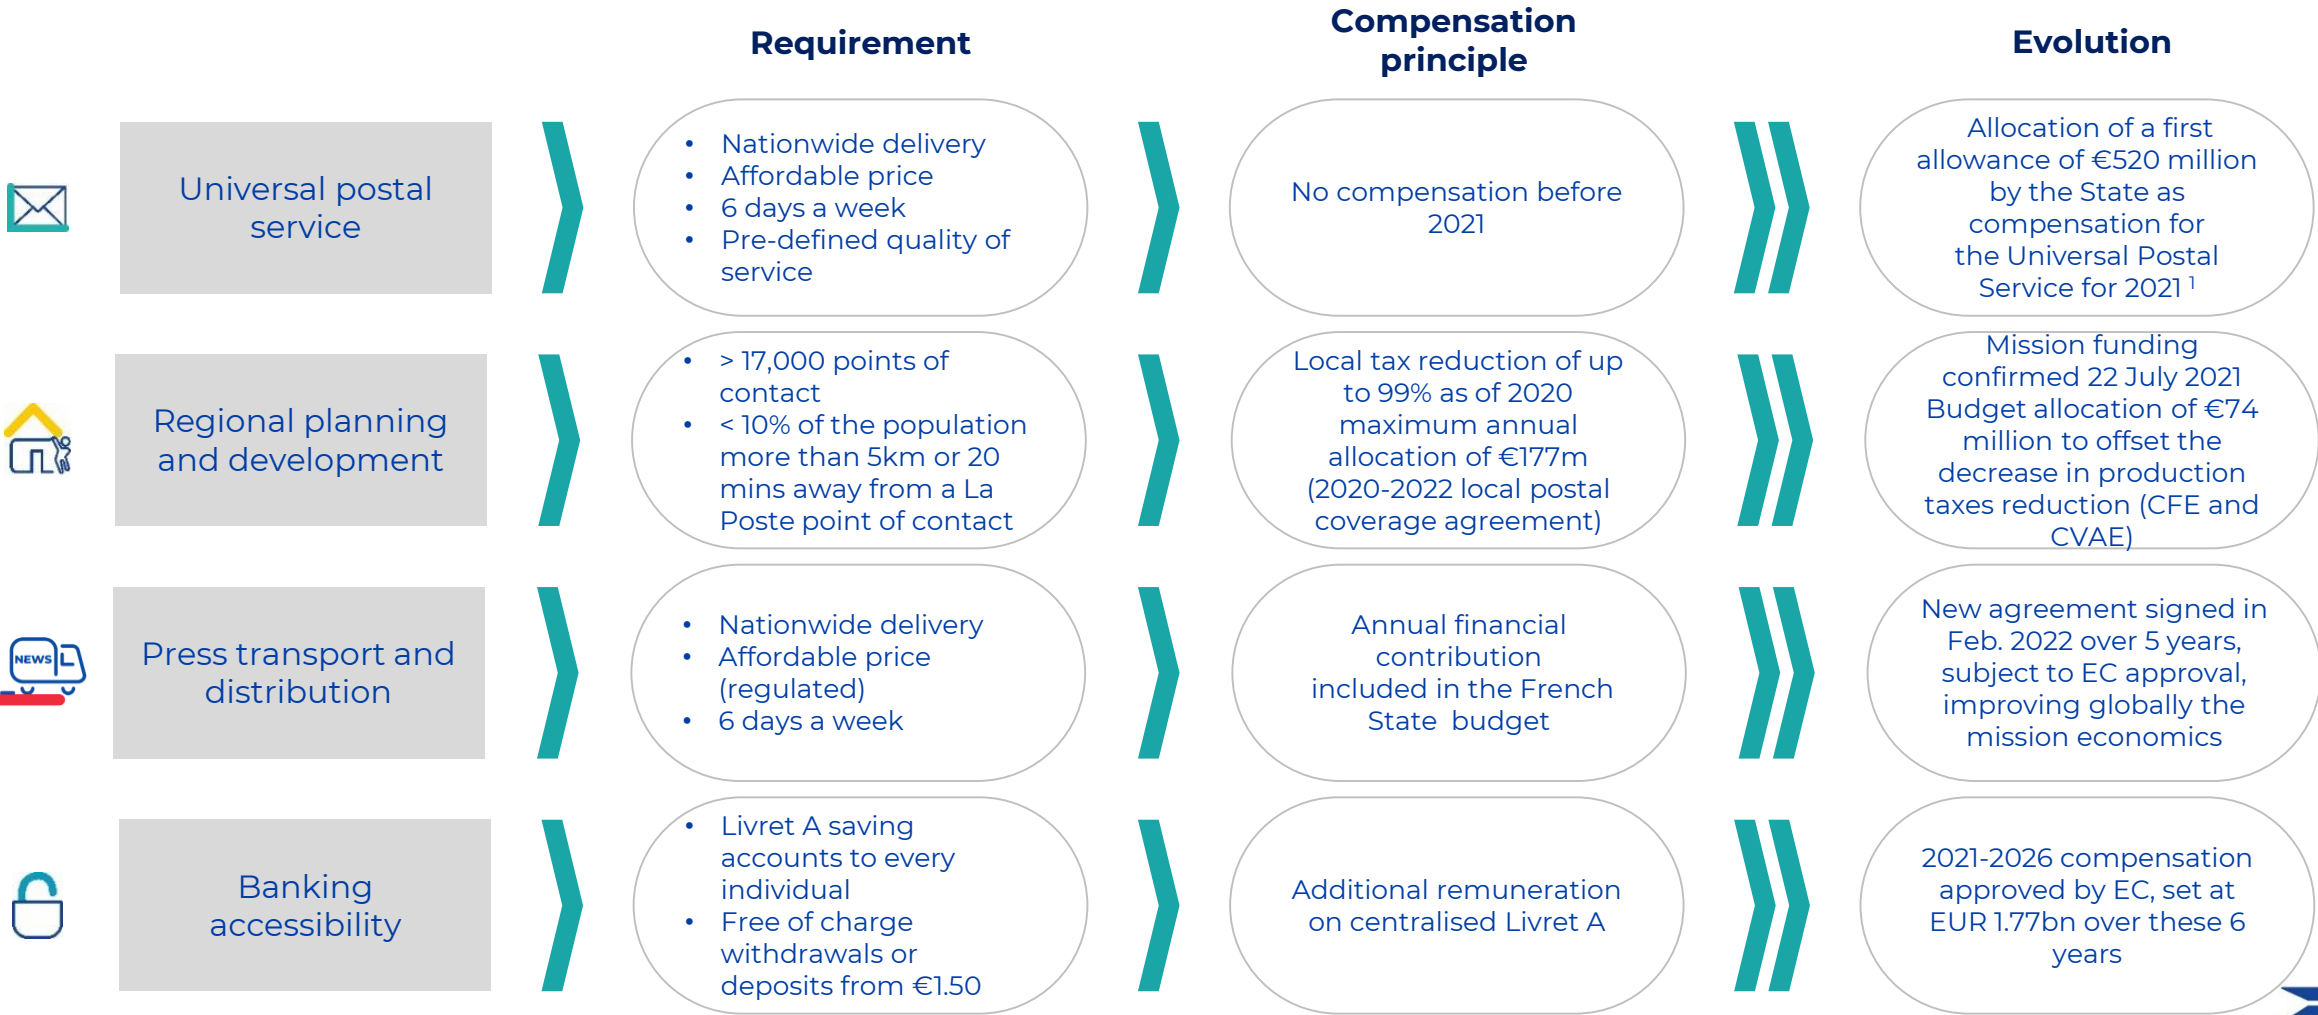 Requirement
Compensation
principle
Evolution
Universal postal
service
• Nationwide delivery
• Affordable price
• 6 days a week
• Pre-defined quality of
service
No compensation before
2021
Allocation of a first
allowance of €520 million
by the State as
compensation for
the Universal Postal
Service for 2021 ¹
Regional planning
and development
• > 17,000 points of
contact
• < 10% of the population
more than 5km or 20
mins away from a La
Poste point of contact
Local tax reduction of up
to 99% as of 2020
maximum annual
allocation of €177m
(2020-2022 local postal
coverage agreement)
Mission funding
confirmed 22 July 2021
Budget allocation of €74
million to offset the
decrease in production
taxes reduction (CFE and
CVAE)
NEWS
Press transport and
distribution
• Nationwide delivery
• Affordable price
(regulated)
• 6 days a week
Annual financial
contribution
included in the French
State budget
New agreement signed in
Feb. 2022 over 5 years,
subject to EC approval,
improving globally the
mission economics
Banking
accessibility
• Livret A saving
accounts to every
individual
• Free of charge
withdrawals or
deposits from €1.50
Additional remuneration
on centralised Livret A
2021-2026 compensation
approved by EC, set at
EUR 1.77bn over these 6
years